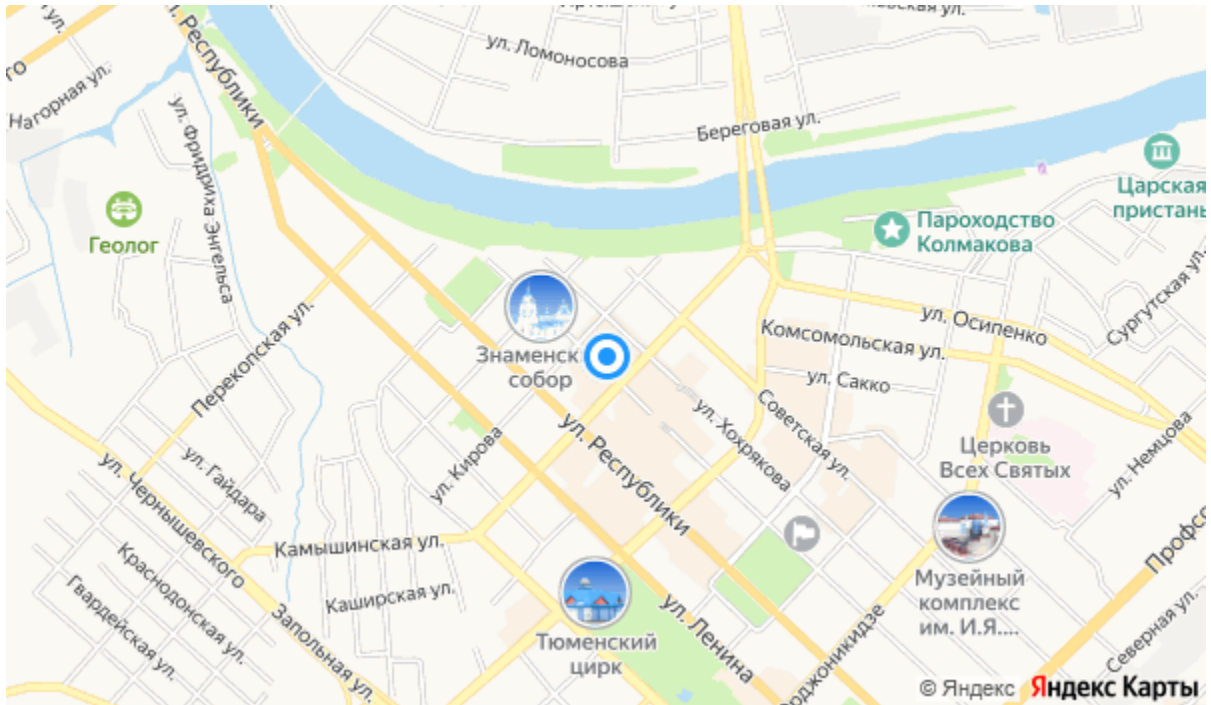 ул. Ломоносова
Республики
Нагорная ул.
ул. Фридриха Энгельса
Береговая ул.
Царская
пристань
Геолог
Пароходство
Колмакова
Сургутская ул.
ул. Осипенко
Перекопская ул.
Знаменск
собор
Комсомольская ул.
ул. Сакко
Советская ул.
ул. Хохрякова
ул. Республики
Церковь
Всех Святых
ул. Немцова
ул. Кирова
ул. Гайдара
ул. Чернышевского
Камышинская ул.
Краснодонская ул.
Гвардейская ул.
Каширская ул.
Запольная ул.
Тюменский
цирк
ул. Ленина
Музейный
комплекс
им. И.Я....
Орджоникидзе
Профсо
Северная ул.
© Яндекс Яндекс Карты